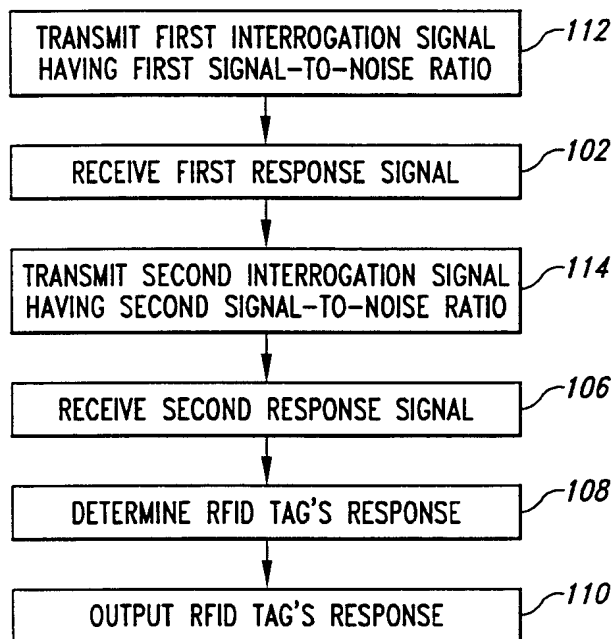 TRANSMIT FIRST INTERROGATION SIGNAL
HAVING FIRST SIGNAL-TO-NOISE RATIO
112
RECEIVE FIRST RESPONSE SIGNAL
102
TRANSMIT SECOND INTERROGATION SIGNAL
HAVING SECOND SIGNAL-TO-NOISE RATIO
114
RECEIVE SECOND RESPONSE SIGNAL
106
DETERMINE RFID TAG'S RESPONSE
108
OUTPUT RFID TAG'S RESPONSE
110